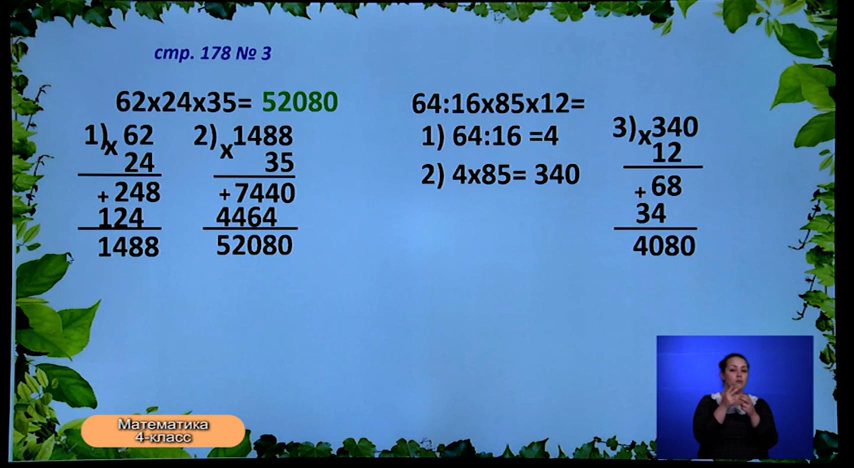 стр. 178 № 3
62х24х35= 52080
1) х 62
24
+ 248
124
1488
2) х 1488
35
+ 7440
4464
52080
64:16х85х12=
1) 64:16 =4
2) 4х85= 340
3) х 340
12
+ 68
34
4080
Математика
4-класс